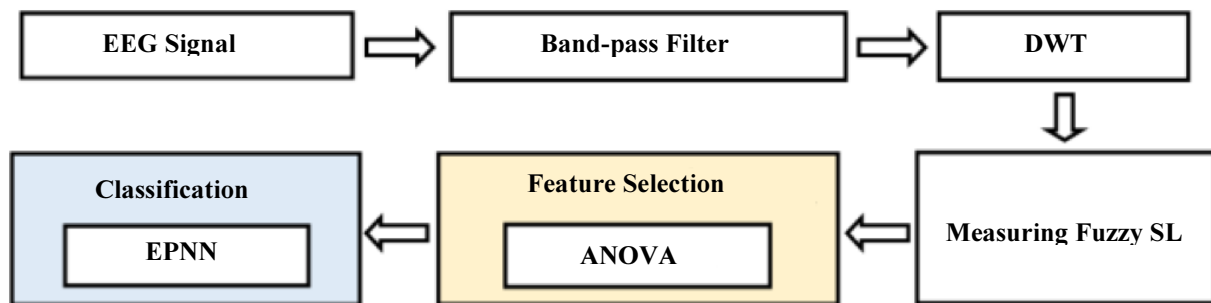 EEG Signal
Band-pass Filter
DWT
Measuring Fuzzy SL
Feature Selection
ANOVA
Classification
EPNN